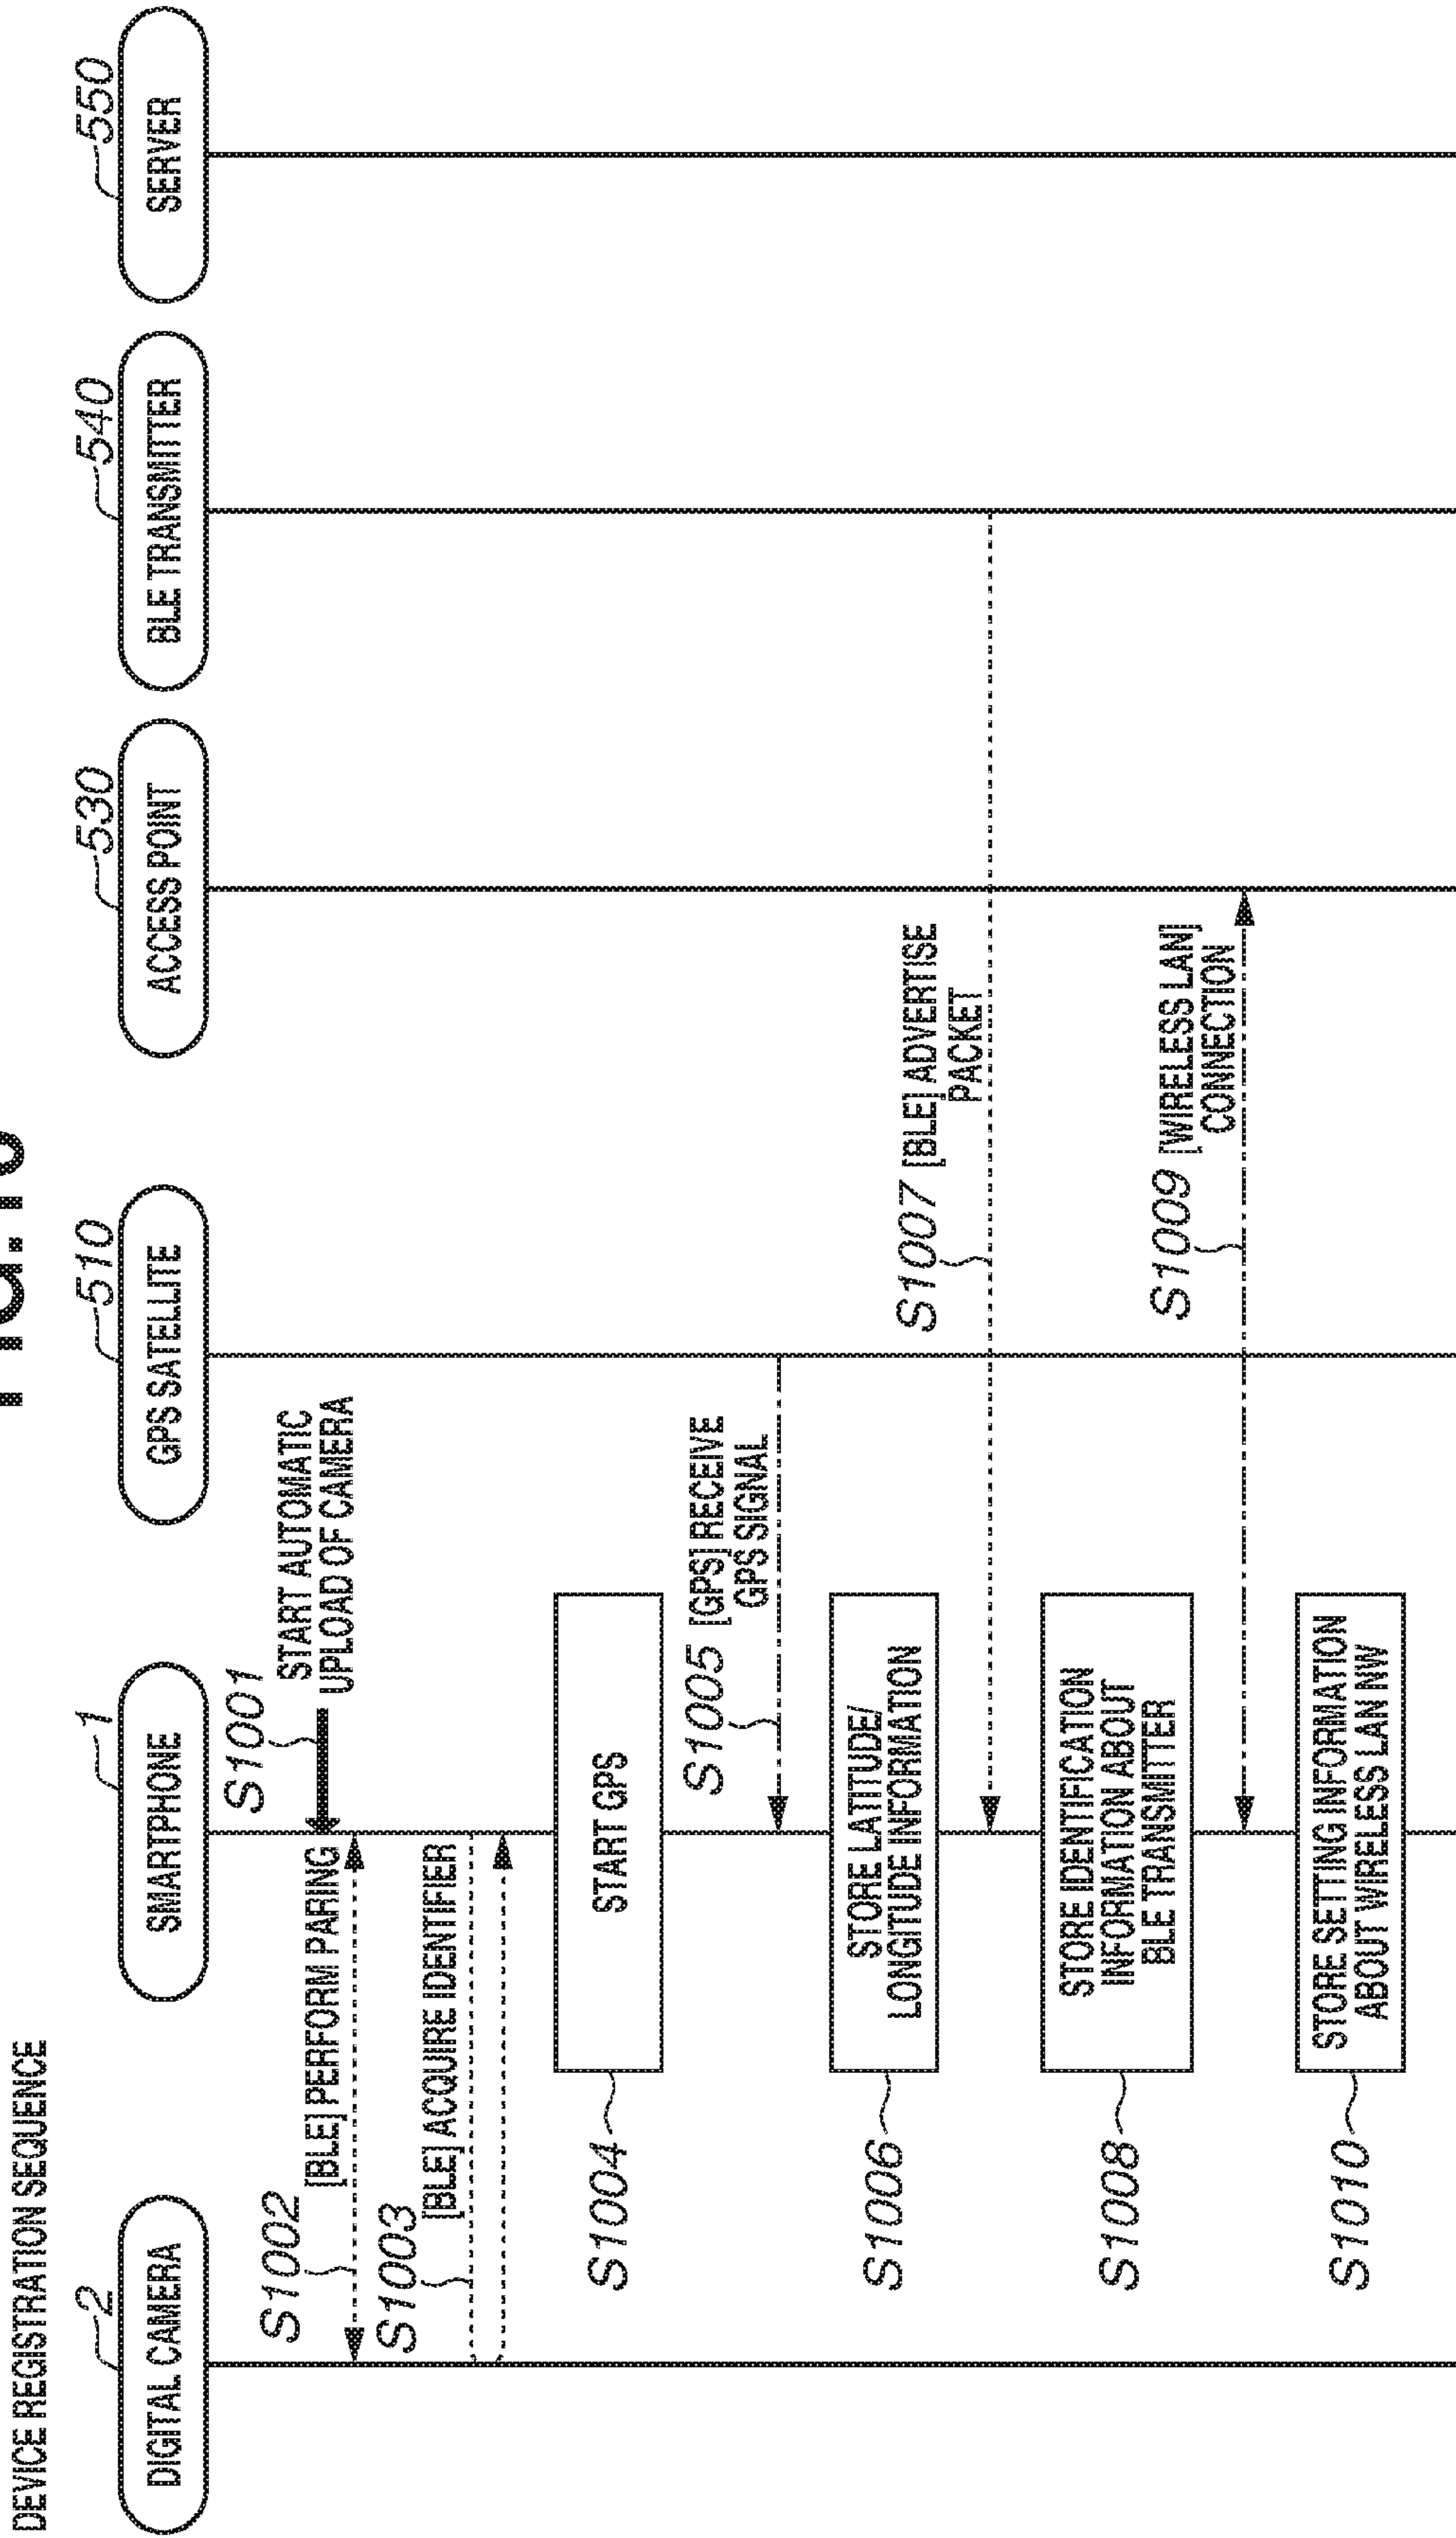 DEVICE REGISTRATION SEQUENCE
2
DIGITAL CAMERA
1
SMARTPHONE
510
GPS SATELLITE
530
ACCESS POINT
540
BLE TRANSMITTER
550
SERVER
S1001
START AUTOMATIC
UPLOAD OF CAMERA
S1002
[BLE] PERFORM PARING
S1003
[BLE] ACQUIRE IDENTIFIER
S1004
START GPS
S1005
[GPS] RECEIVE
GPS SIGNAL
S1006
STORE LATITUDE/
LONGITUDE INFORMATION
S1007
[BLE] ADVERTISE
PACKET
S1008
STORE IDENTIFICATION
INFORMATION ABOUT
BLE TRANSMITTER
S1009
[WIRELESS LAN]
CONNECTION
S1010
STORE SETTING INFORMATION
ABOUT WIRELESS LAN NW